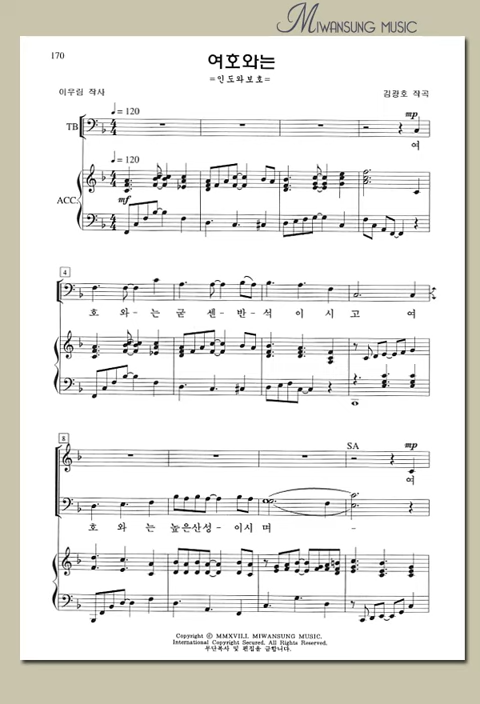 MIWANSUNG MUSIC
170
여호와는
=인도와보호=
이우림 작사
김광호 작곡
♩ = 120
mp
TB
여
♩ = 120
ACC.
mf
4
호 와 - 는 굳 센 - 반 - 석 이 시 고 여
8
SA
mp
여
호 와 는 높은산성 - 이시 며 -
Copyright © MMXVIII. MIWANSUNG MUSIC.
International Copyright Secured. All Rights Reserved.
무단복사 및 편집을 금합니다.